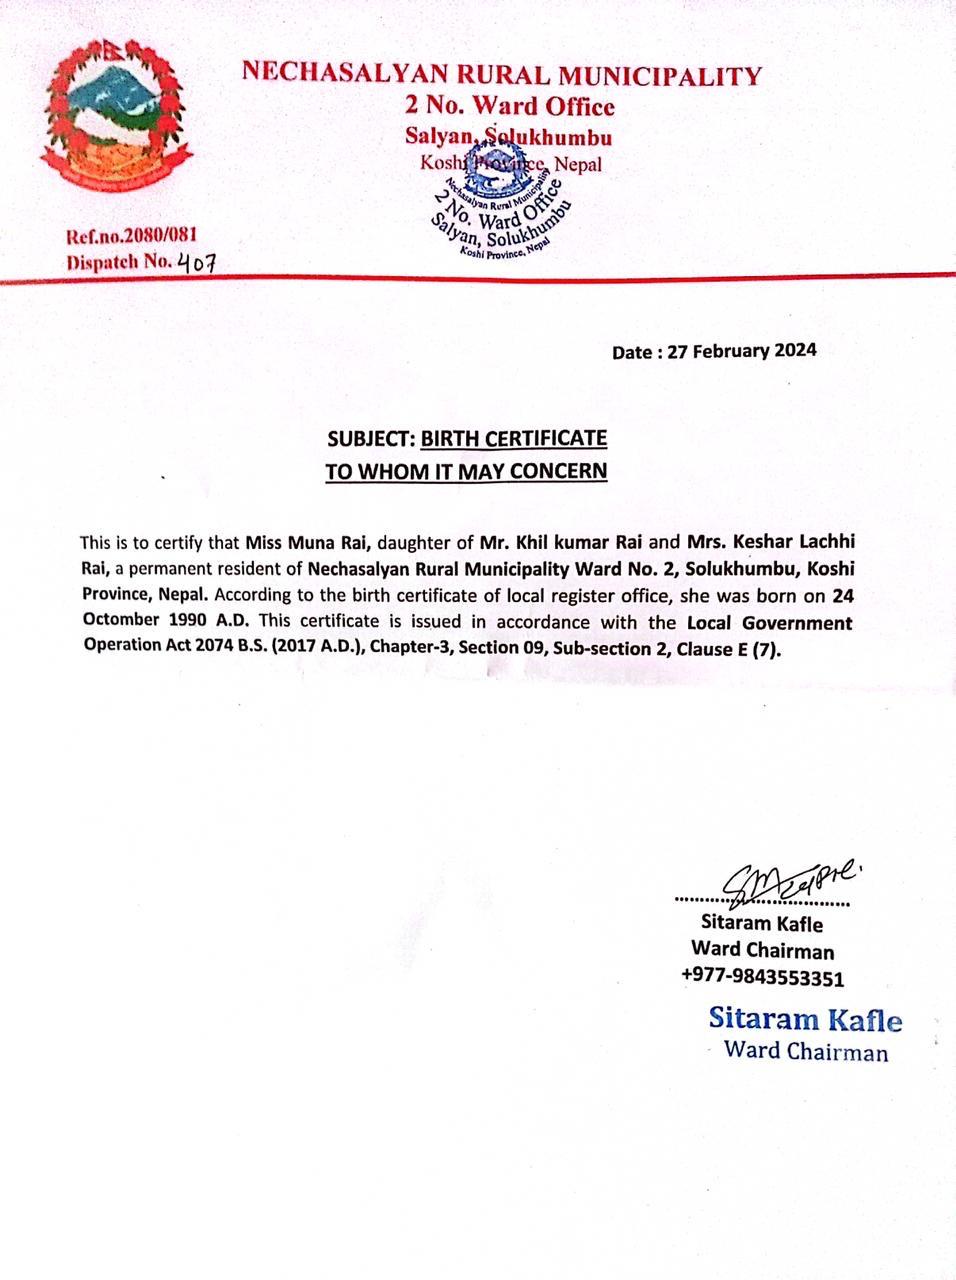 NECHASALYAN RURAL MUNICIPALITY
2 No. Ward Office
Salyan, Solukhumbu
Koshi Province, Nepal
Nechasalyan Rural Municipality
2 No. Ward Office
Salyan, Solukhumbu
Koshi Province, Nepal
Ref.no.2080/081
Dispatch No. 407
Date : 27 February 2024
SUBJECT: BIRTH CERTIFICATE
TO WHOM IT MAY CONCERN
This is to certify that Miss Muna Rai, daughter of Mr. Khil kumar Rai and Mrs. Keshar Lachhi
Rai, a permanent resident of Nechasalyan Rural Municipality Ward No. 2, Solukhumbu, Koshi
Province, Nepal. According to the birth certificate of local register office, she was born on 24
Octomber 1990 A.D. This certificate is issued in accordance with the Local Government
Operation Act 2074 B.S. (2017 A.D.), Chapter-3, Section 09, Sub-section 2, Clause E (7).
Sitaram Kafle
Ward Chairman
+977-9843553351
Sitaram Kafle
Ward Chairman